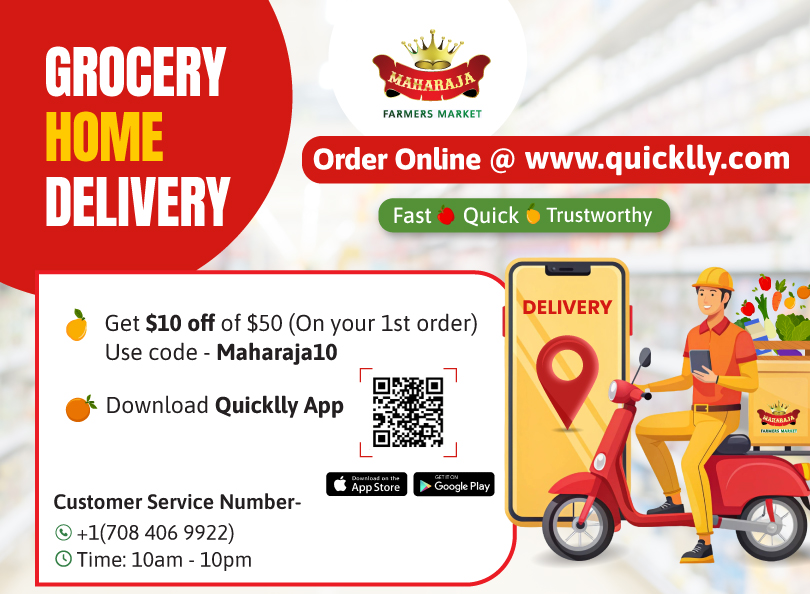 GROCERY
HOME
DELIVERY
MAHARAJA
FARMERS MARKET
Order Online @ www.quicklly.com
Fast Quick Trustworthy
Get $10 off of $50 (On your 1st order)
Use code - Maharaja10
Download Quicklly App
Download on the
App Store
GET IT ON
Google Play
Customer Service Number-
+1(708 406 9922)
Time: 10am - 10pm
DELIVERY
MAHARAJA
FARMERS MARKET